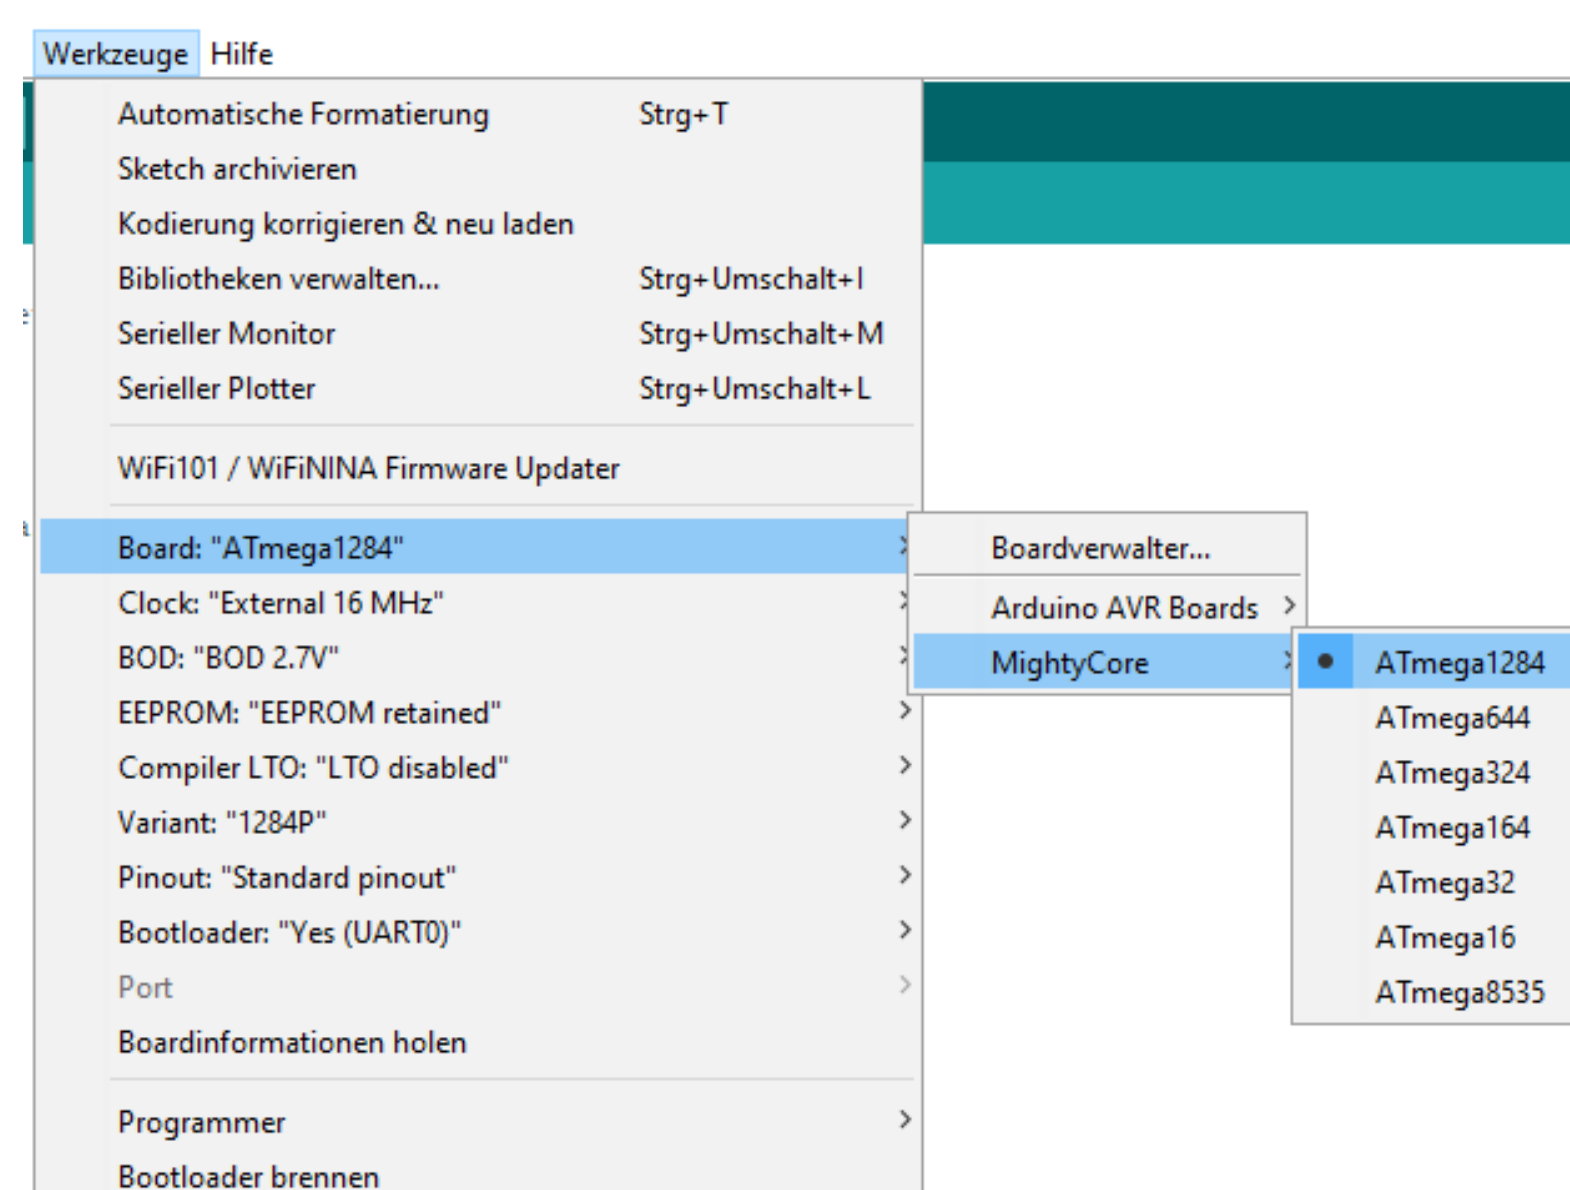 Werkzeuge Hilfe
Automatische Formatierung Strg+T
Sketch archivieren
Kodierung korrigieren & neu laden
Bibliotheken verwalten... Strg+Umschalt+I
Serieller Monitor Strg+Umschalt+M
Serieller Plotter Strg+Umschalt+L
WiFi101 / WiFiNINA Firmware Updater
Board: "ATmega1284"
Clock: "External 16 MHz"
BOD: "BOD 2.7V"
EEPROM: "EEPROM retained"
Compiler LTO: "LTO disabled"
Variant: "1284P"
Pinout: "Standard pinout"
Bootloader: "Yes (UART0)"
Port
Boardinformationen holen
Programmer
Bootloader brennen
Boardverwalter...
Arduino AVR Boards
MightyCore
ATmega1284
ATmega644
ATmega324
ATmega164
ATmega32
ATmega16
ATmega8535